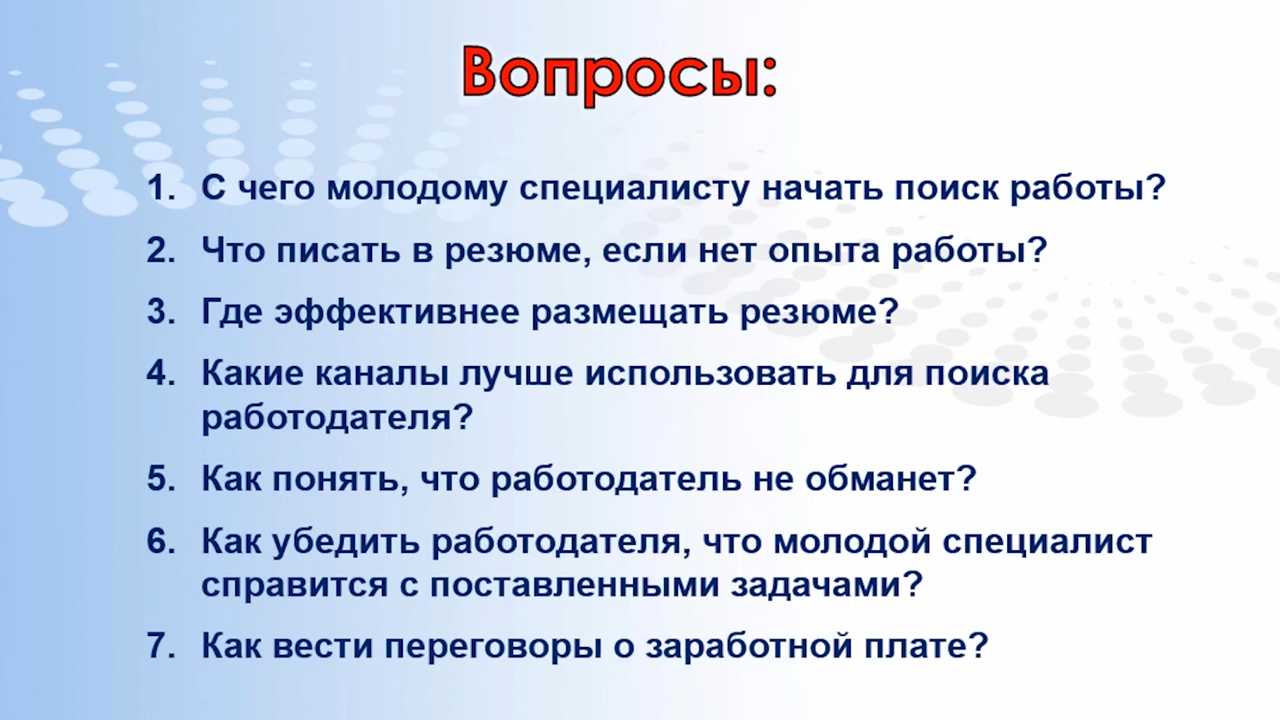 Вопросы:
1. С чего молодому специалисту начать поиск работы?
2. Что писать в резюме, если нет опыта работы?
3. Где эффективнее размещать резюме?
4. Какие каналы лучше использовать для поиска
работодателя?
5. Как понять, что работодатель не обманет?
6. Как убедить работодателя, что молодой специалист
справится с поставленными задачами?
7. Как вести переговоры о заработной плате?